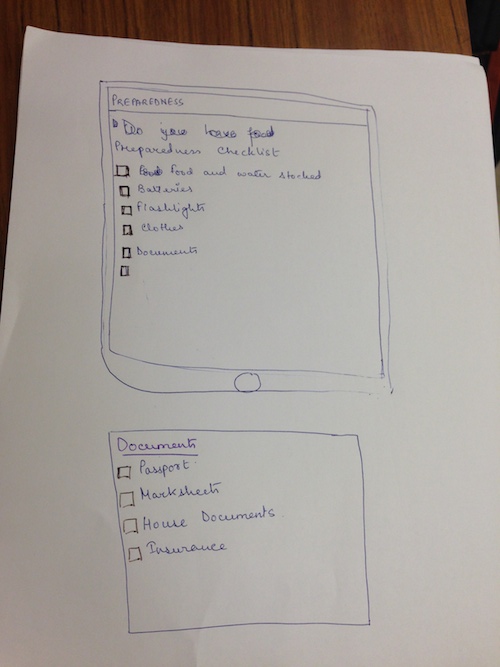 PREPAREDNESS
Do you have food
Preparedness Checklist
Food and water stocked
Batteries
Flashlights
Clothes
Documents
Documents
Passport
Marksheets
House Documents
Insurance